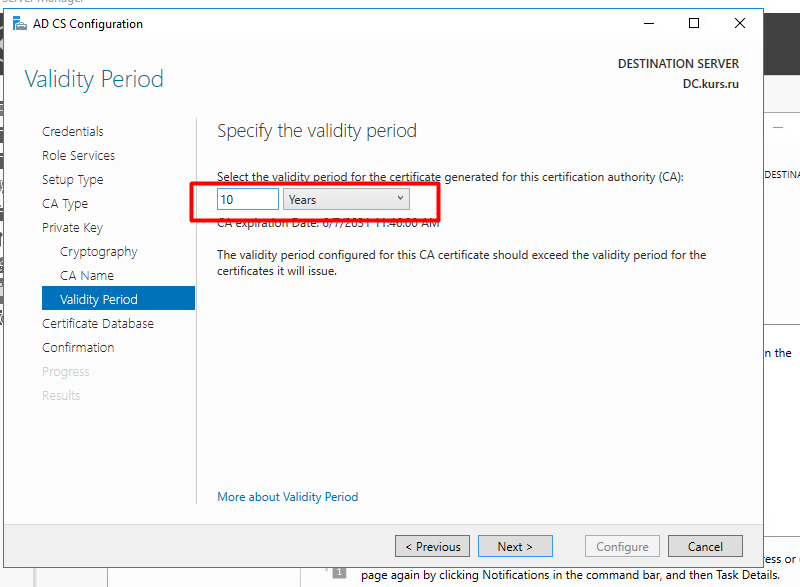 Server Manager
AD CS Configuration
Validity Period
DESTINATION SERVER
DC.kurs.ru
Credentials
Role Services
Setup Type
CA Type
Private Key
Cryptography
CA Name
Validity Period
Certificate Database
Confirmation
Progress
Results
Specify the validity period
Select the validity period for the certificate generated for this certification authority (CA):
10 Years
CA expiration Date: 6/7/2031 11:46:00 AM
The validity period configured for this CA certificate should exceed the validity period for the
certificates it will issue.
More about Validity Period
< Previous
Next >
Configure
Cancel
DESTINA
n the
ess or
1
page again by clicking Notifications in the command bar, and then Task Details.